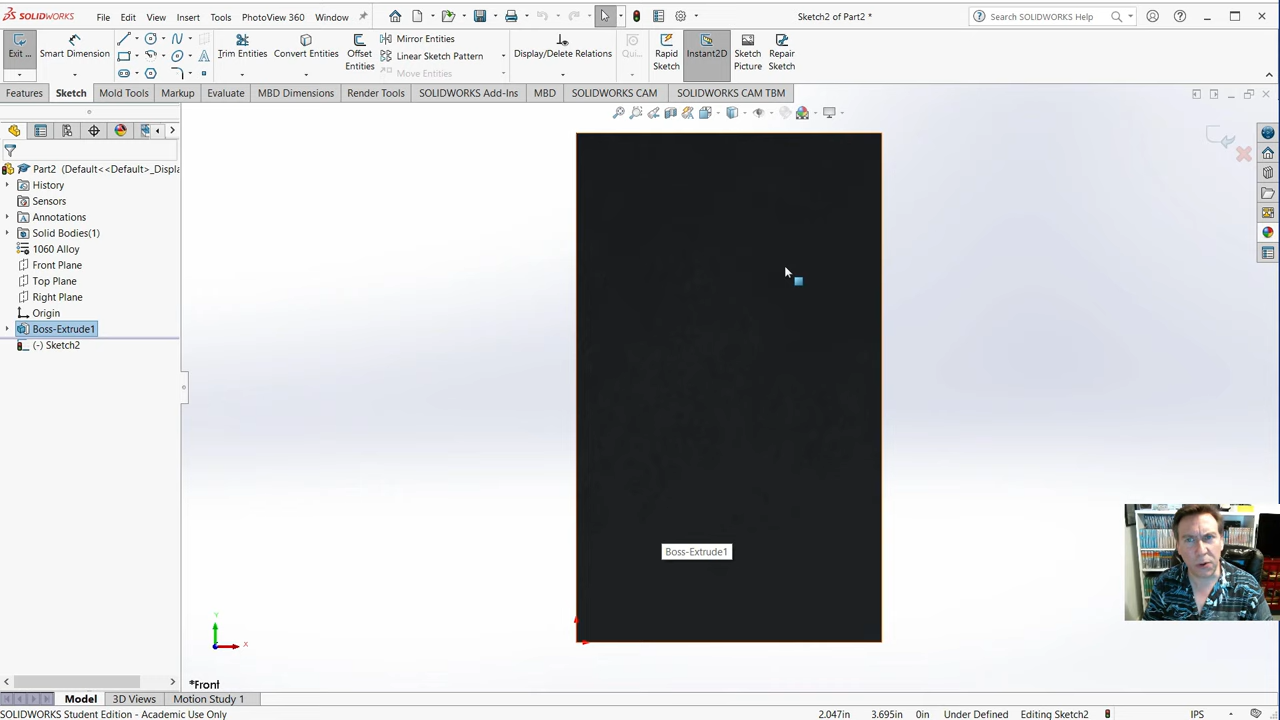 SOLIDWORKS File Edit View Insert Tools PhotoView 360 Window Sketch2 of Part2 * Search SOLIDWORKS Help
Exit ... Smart Dimension Trim Entities Convert Entities Offset Entities Mirror Entities Linear Sketch Pattern Move Entities Display/Delete Relations Qui... Rapid Sketch Instant2D Sketch Picture Repair Sketch
Features Sketch Mold Tools Markup Evaluate MBD Dimensions Render Tools SOLIDWORKS Add-Ins MBD SOLIDWORKS CAM SOLIDWORKS CAM TBM
Part2 (Default<<Default>_Displa
History
Sensors
Annotations
Solid Bodies(1)
1060 Alloy
Front Plane
Top Plane
Right Plane
Origin
Boss-Extrude1
(-) Sketch2
Boss-Extrude1
Y
X
*Front
Model 3D Views Motion Study 1
SOLIDWORKS Student Edition - Academic Use Only 2.047in 3.695in 0in Under Defined Editing Sketch2 IPS